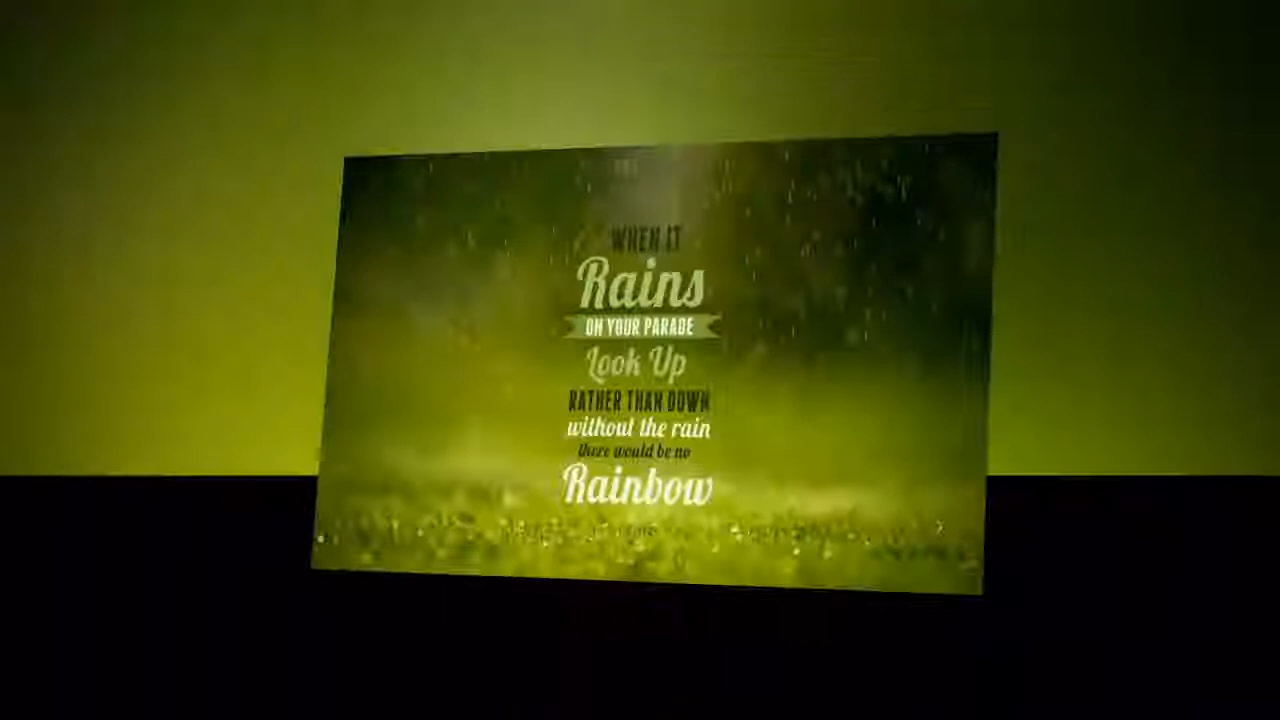 WHEN IT
Rains
ON YOUR PARADE
Look Up
RATHER THAN DOWN
without the rain
there would be no
Rainbow